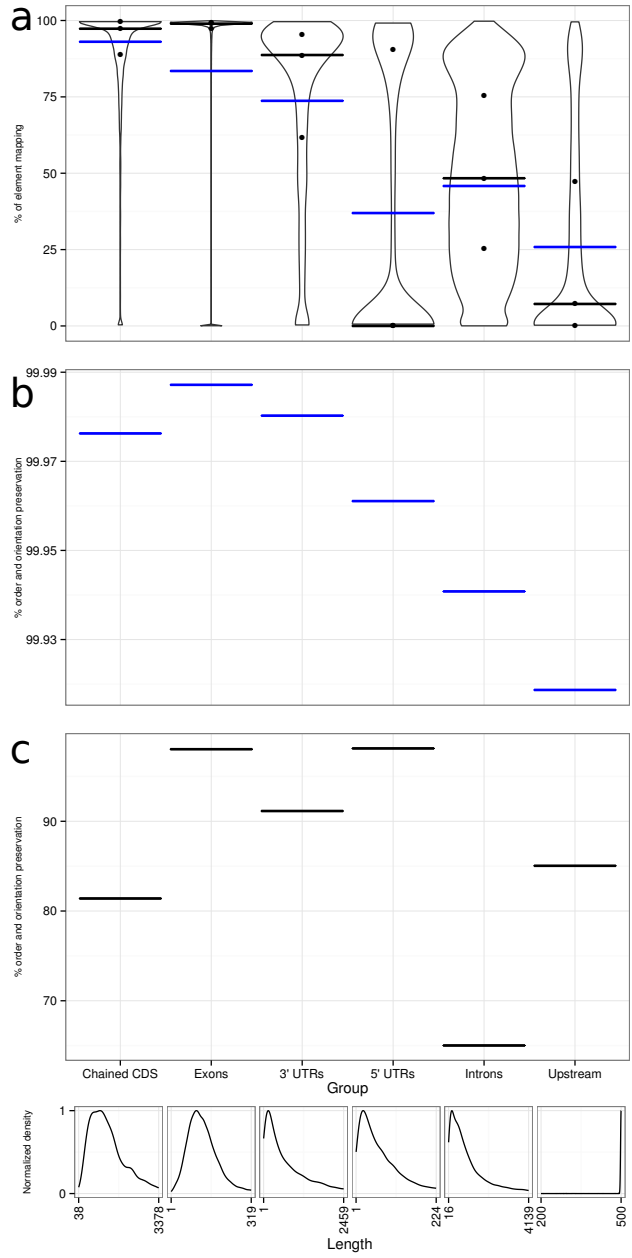 a
100
75
50
25
0
% of element mapping
b
99.99
99.97
99.95
99.93
% order and orientation preservation
c
90
80
70
% order and orientation preservation
Chained CDS Exons 3' UTRs 5' UTRs Introns Upstream
Group
Normalized density
1
0
38 3378 1 319 1 2459 1 224 16 4139 200 500
Length